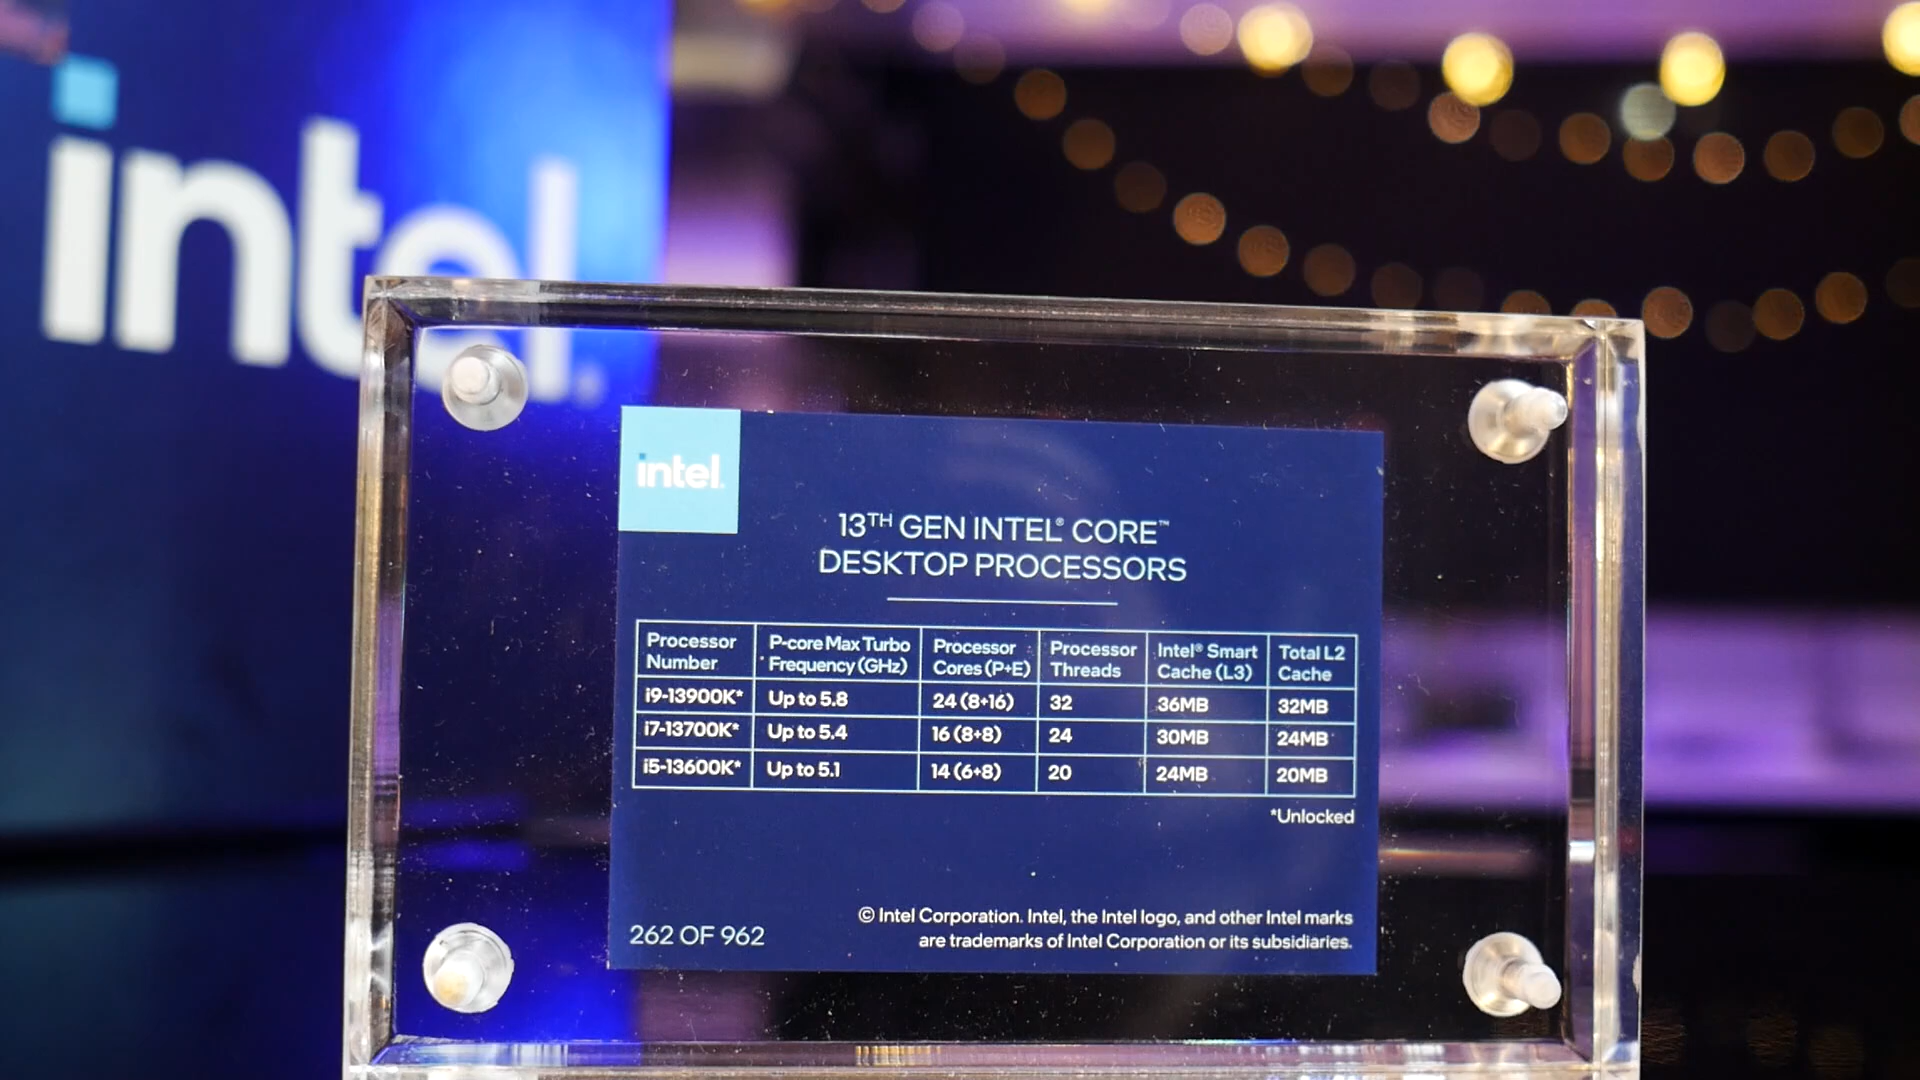 intel
intel.
13TH GEN INTEL® CORE™
DESKTOP PROCESSORS
Processor Number P-core Max Turbo Frequency (GHz) Processor Cores (P+E) Processor Threads Intel® Smart Cache (L3) Total L2 Cache
i9-13900K* Up to 5.8 24 (8+16) 32 36MB 32MB
i7-13700K* Up to 5.4 16 (8+8) 24 30MB 24MB
i5-13600K* Up to 5.1 14 (6+8) 20 24MB 20MB
*Unlocked
262 OF 962
© Intel Corporation. Intel, the Intel logo, and other Intel marks
are trademarks of Intel Corporation or its subsidiaries.